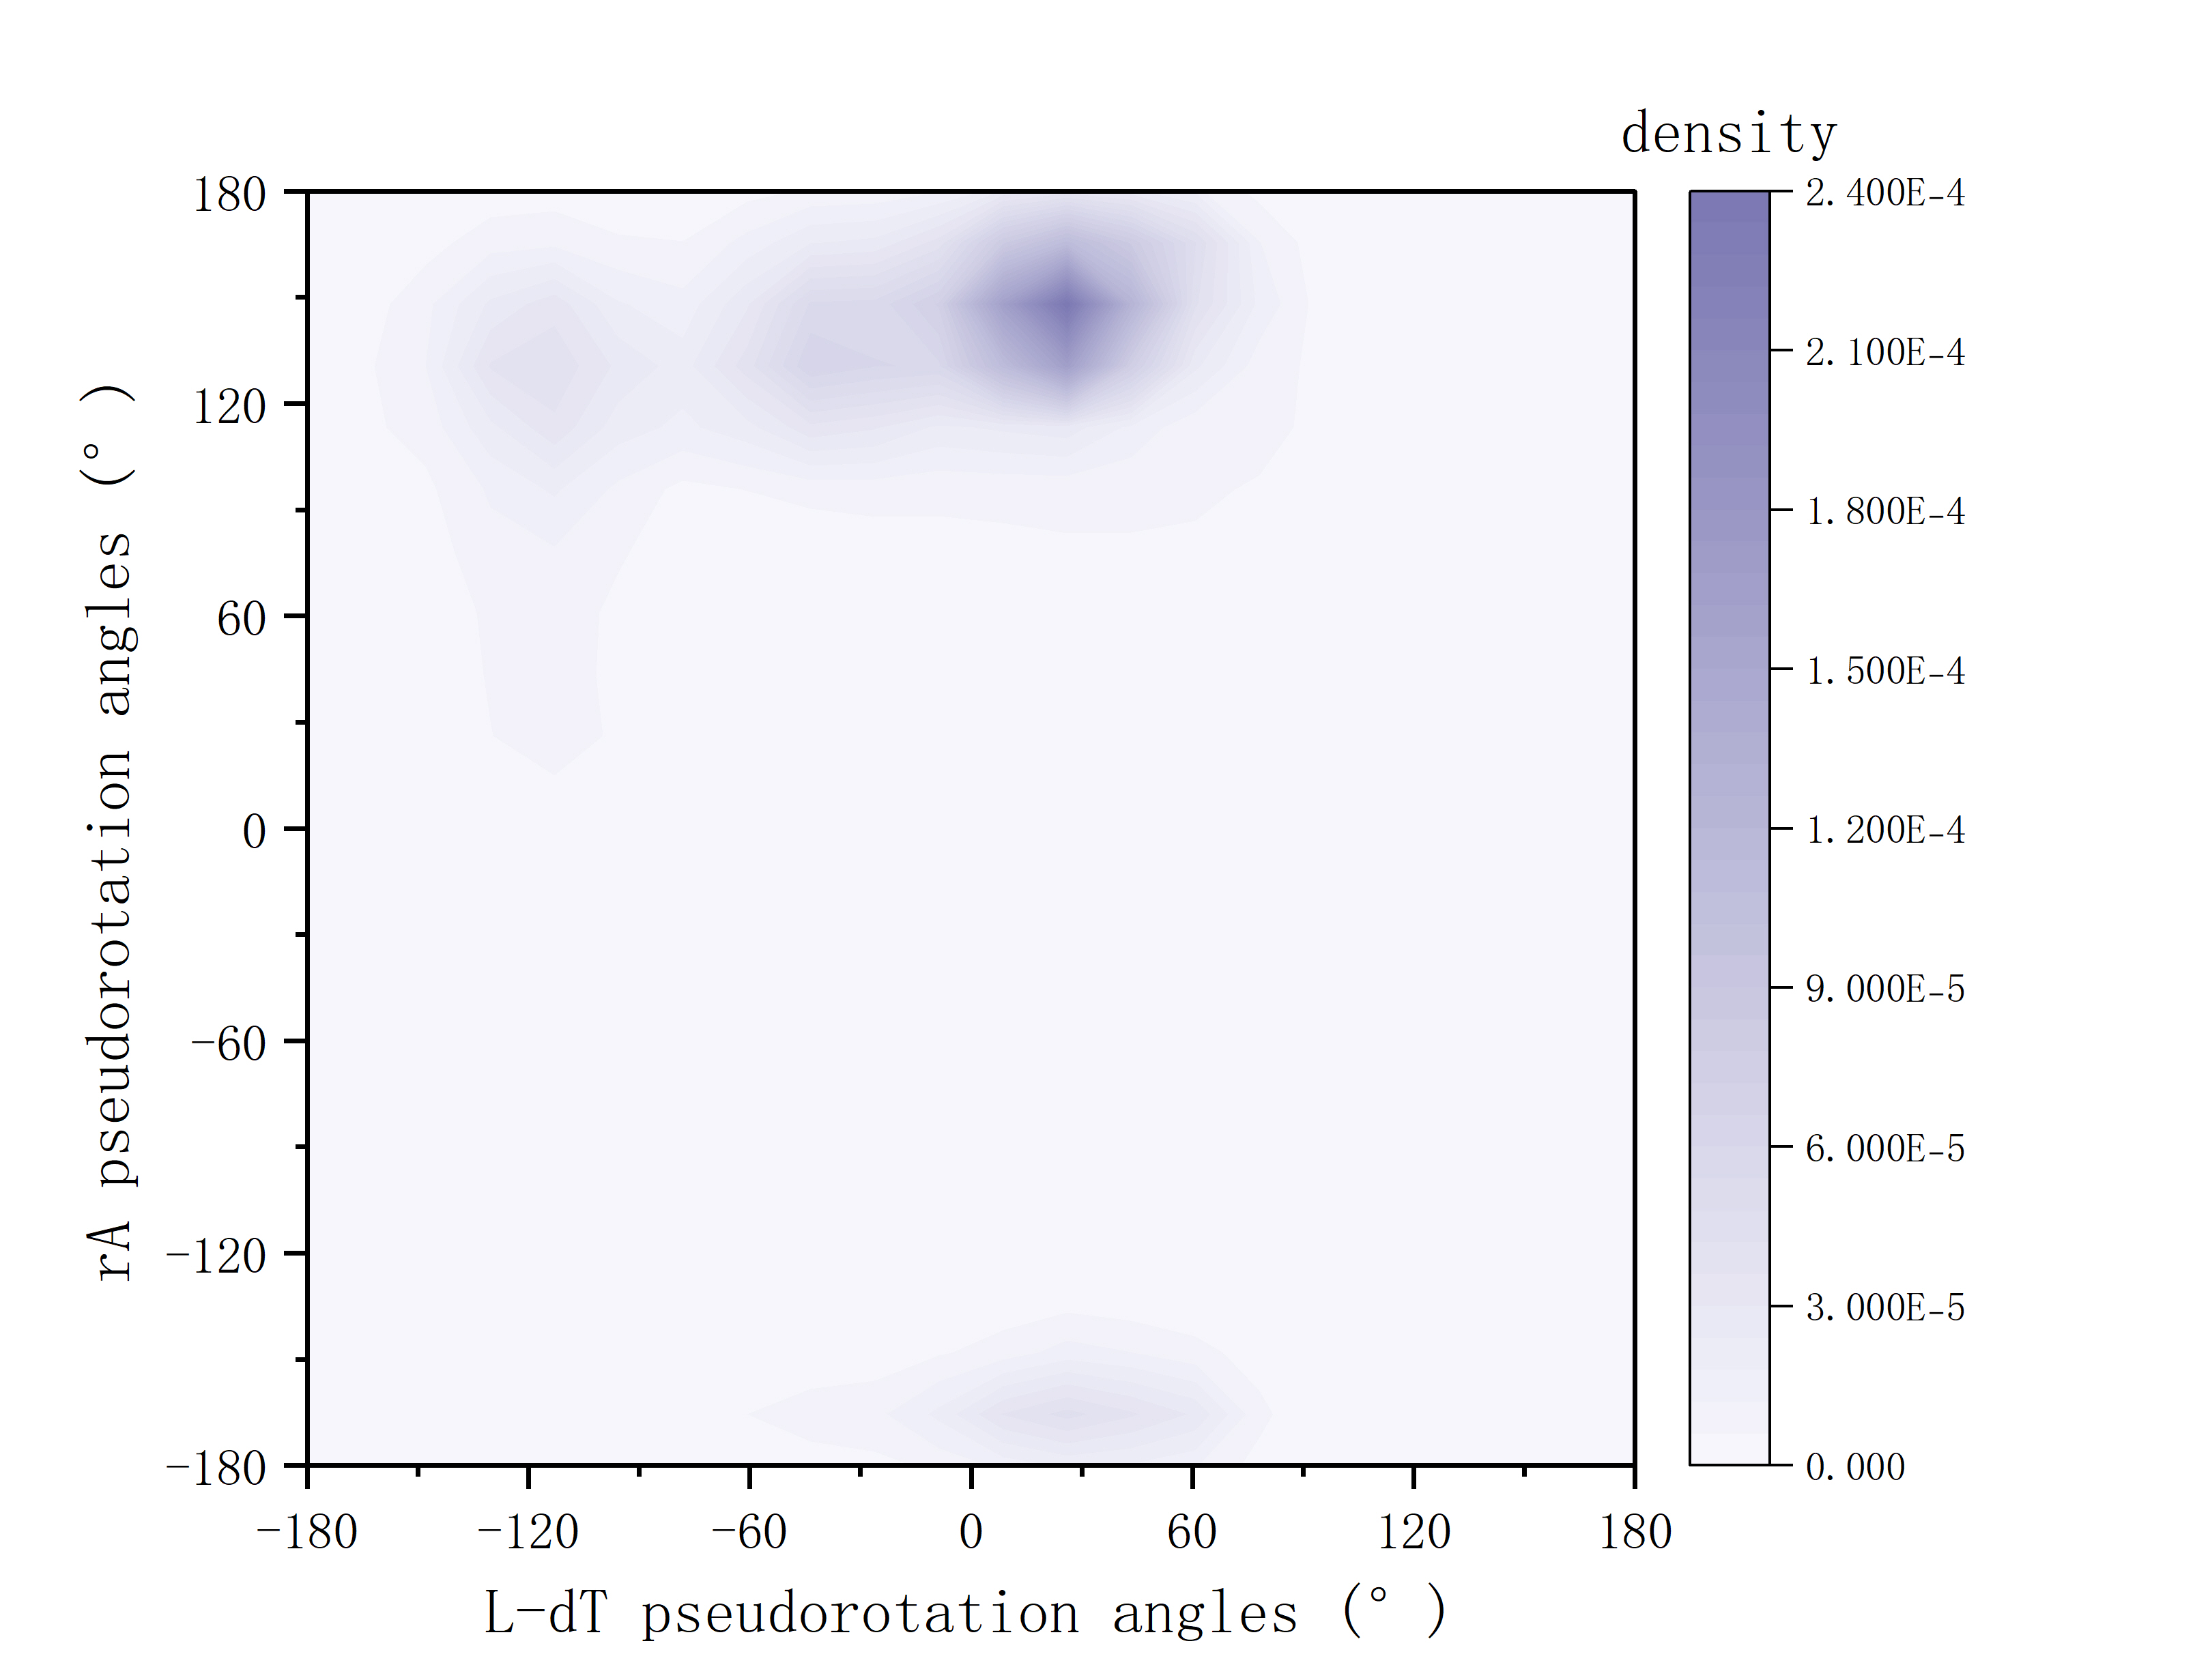 density
180
120
60
0
−60
−120
−180
rA pseudorotation angles (° )
−180
−120
−60
0
60
120
180
L−dT pseudorotation angles (° )
2.400E-4
2.100E-4
1.800E-4
1.500E-4
1.200E-4
9.000E-5
6.000E-5
3.000E-5
0.000